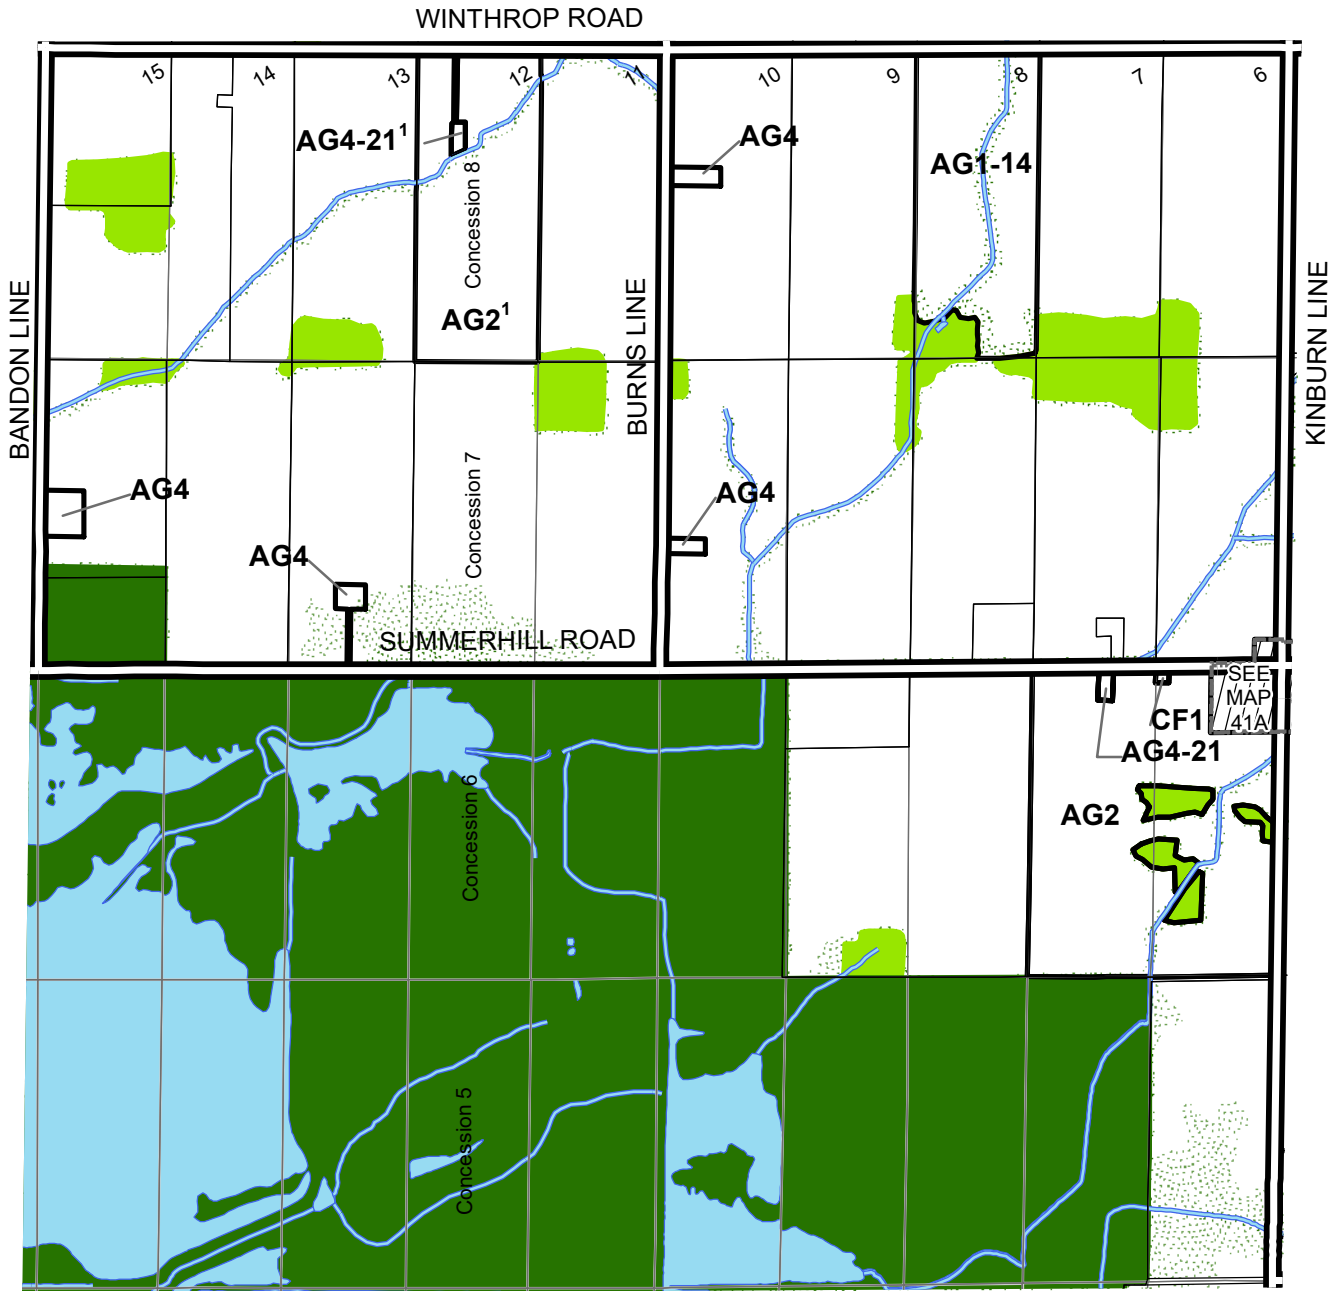 WINTHROP ROAD
15
14
13
12
11
10
9
8
7
6
AG4-21¹
AG4
AG1-14
Concession 8
AG2¹
BANDON LINE
BURNS LINE
KINBURN LINE
AG4
AG4
Concession 7
AG4
SUMMERHILL ROAD
SEE
MAP
41A
CF1
AG4-21
AG2
Concession 6
Concession 5